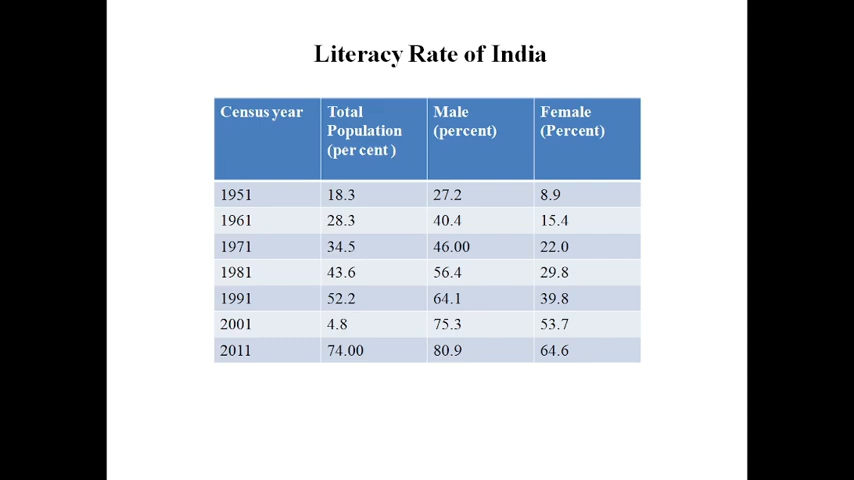 Literacy Rate of India
Census year Total Population (per cent ) Male (percent) Female (Percent)
1951 18.3 27.2 8.9
1961 28.3 40.4 15.4
1971 34.5 46.00 22.0
1981 43.6 56.4 29.8
1991 52.2 64.1 39.8
2001 4.8 75.3 53.7
2011 74.00 80.9 64.6